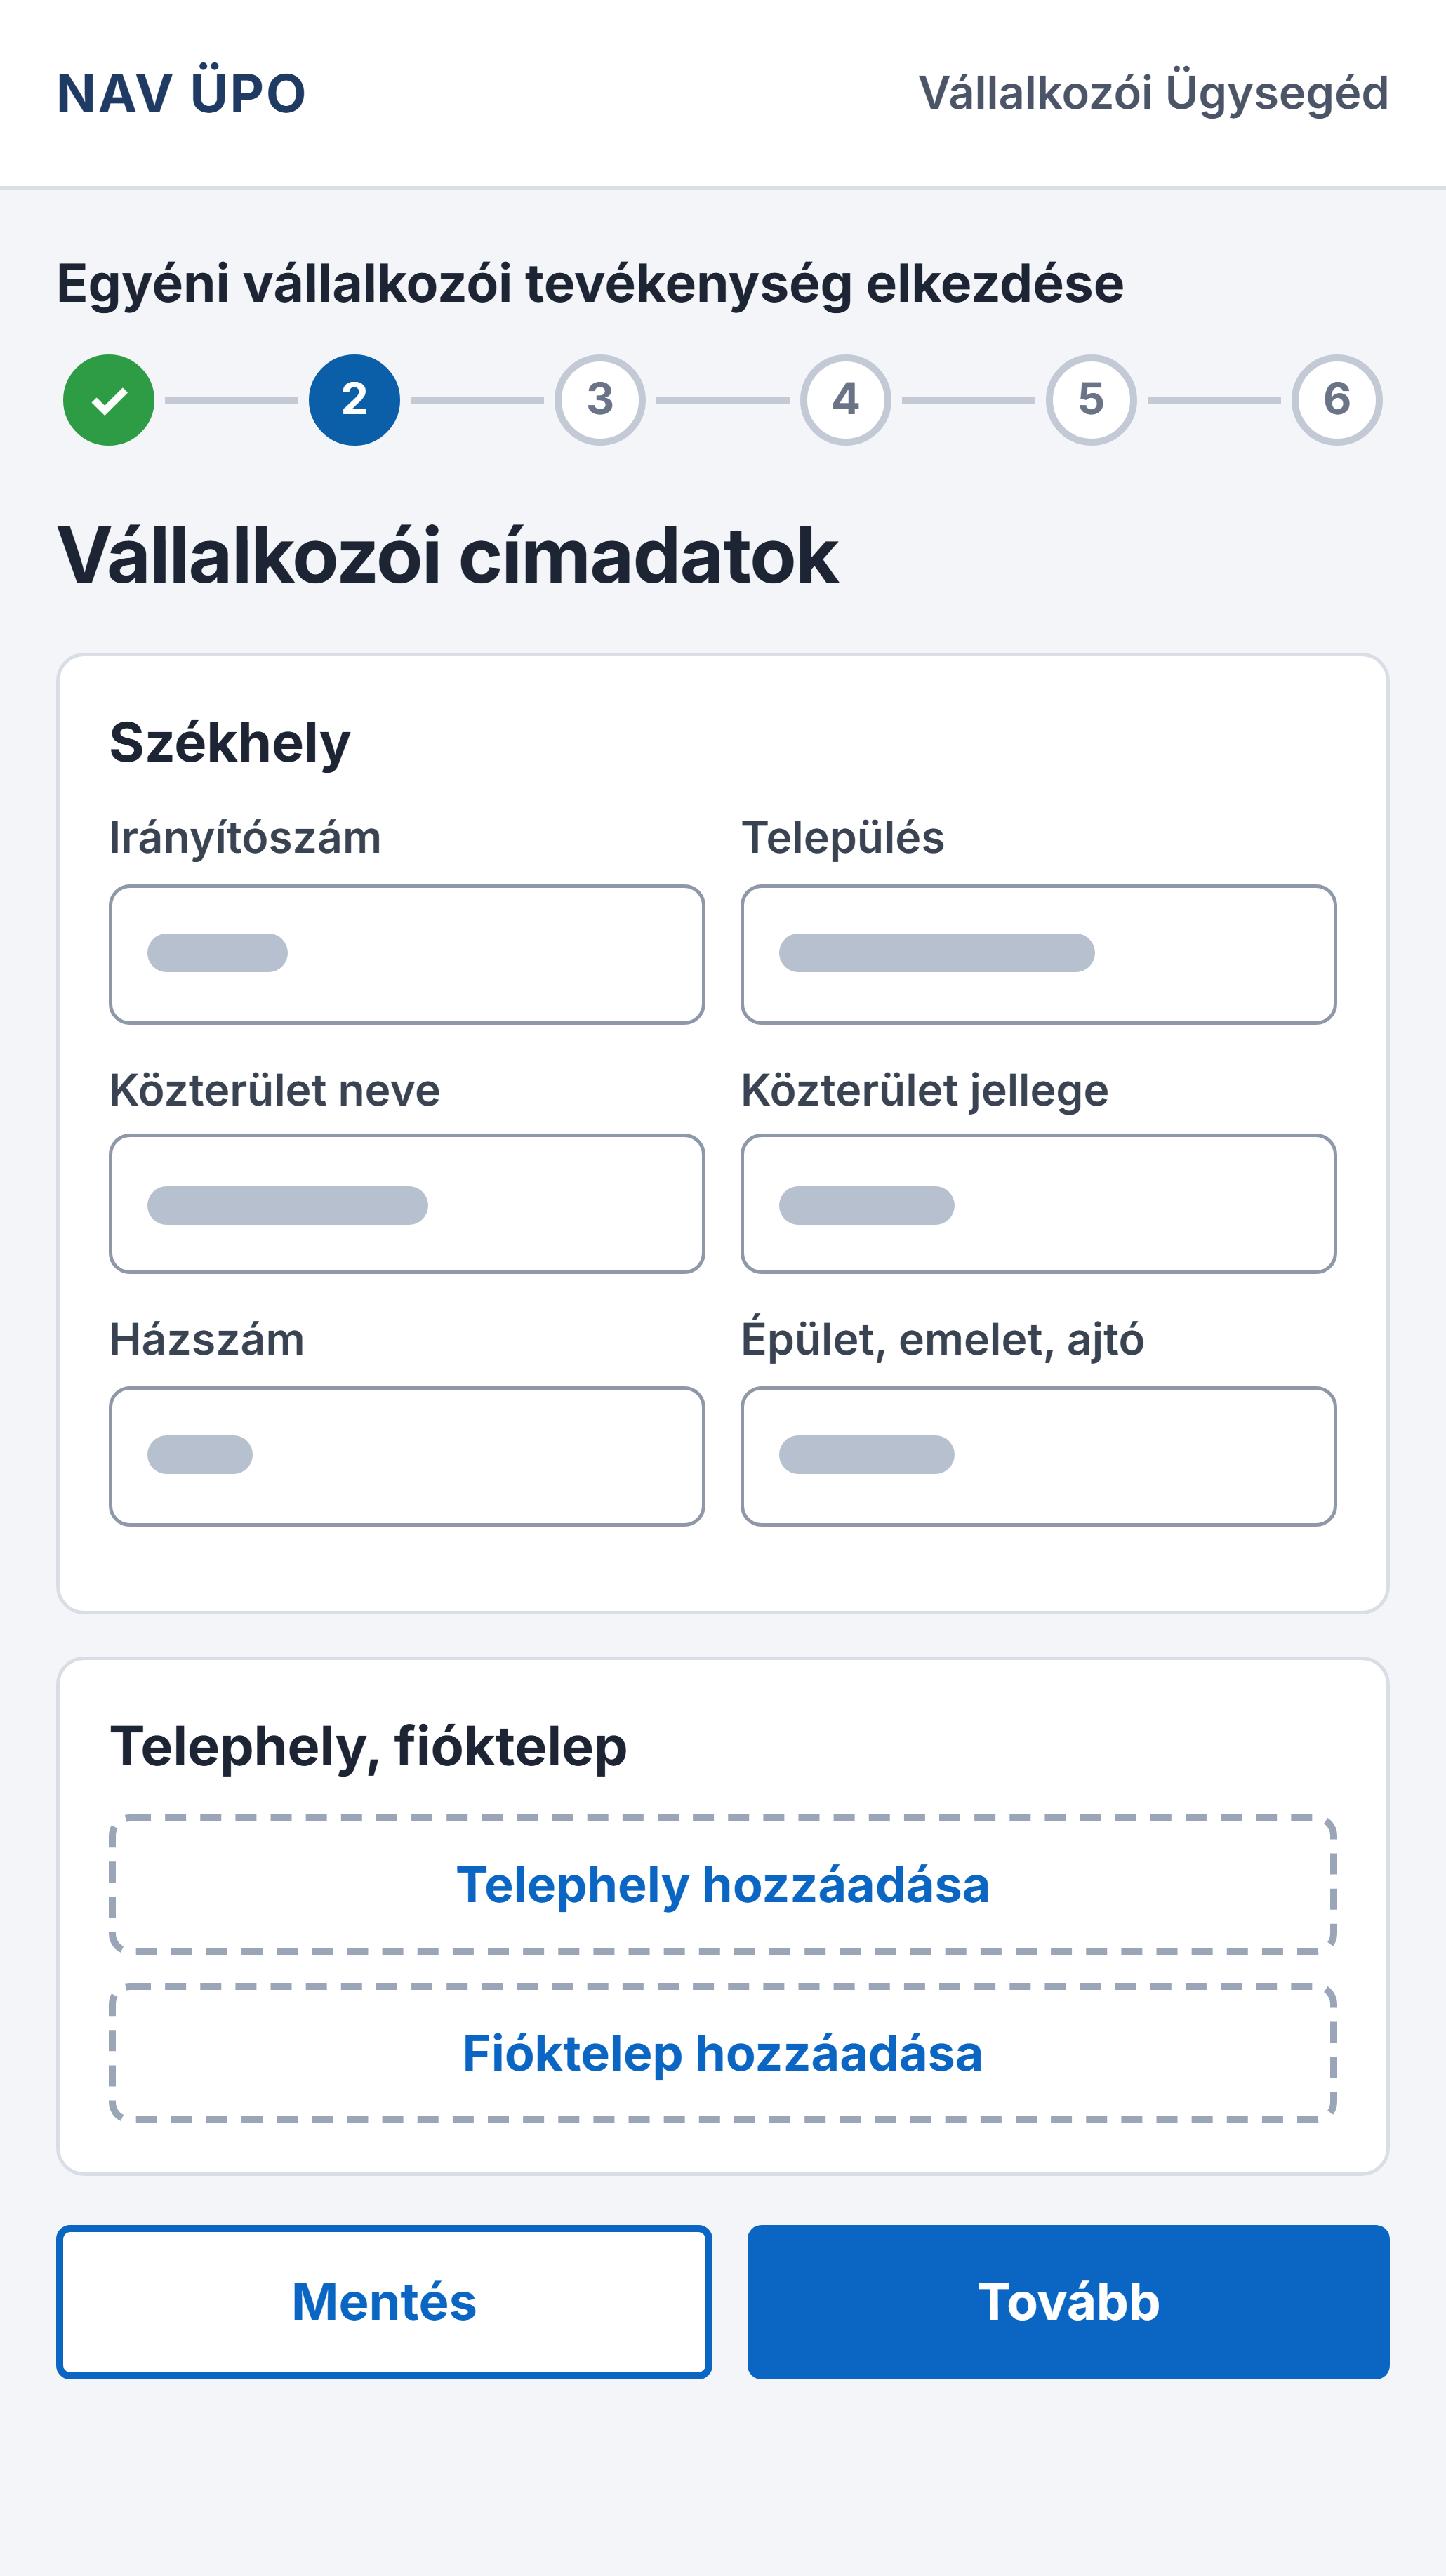 NAV ÜPO
Vállalkozói Ügysegéd
Egyéni vállalkozói tevékenység elkezdése
2 3 4 5 6
Vállalkozói címadatok
Székhely
Irányítószám Település
Közterület neve Közterület jellege
Házszám Épület, emelet, ajtó
Telephely, fióktelep
Telephely hozzáadása
Fióktelep hozzáadása
Mentés Tovább